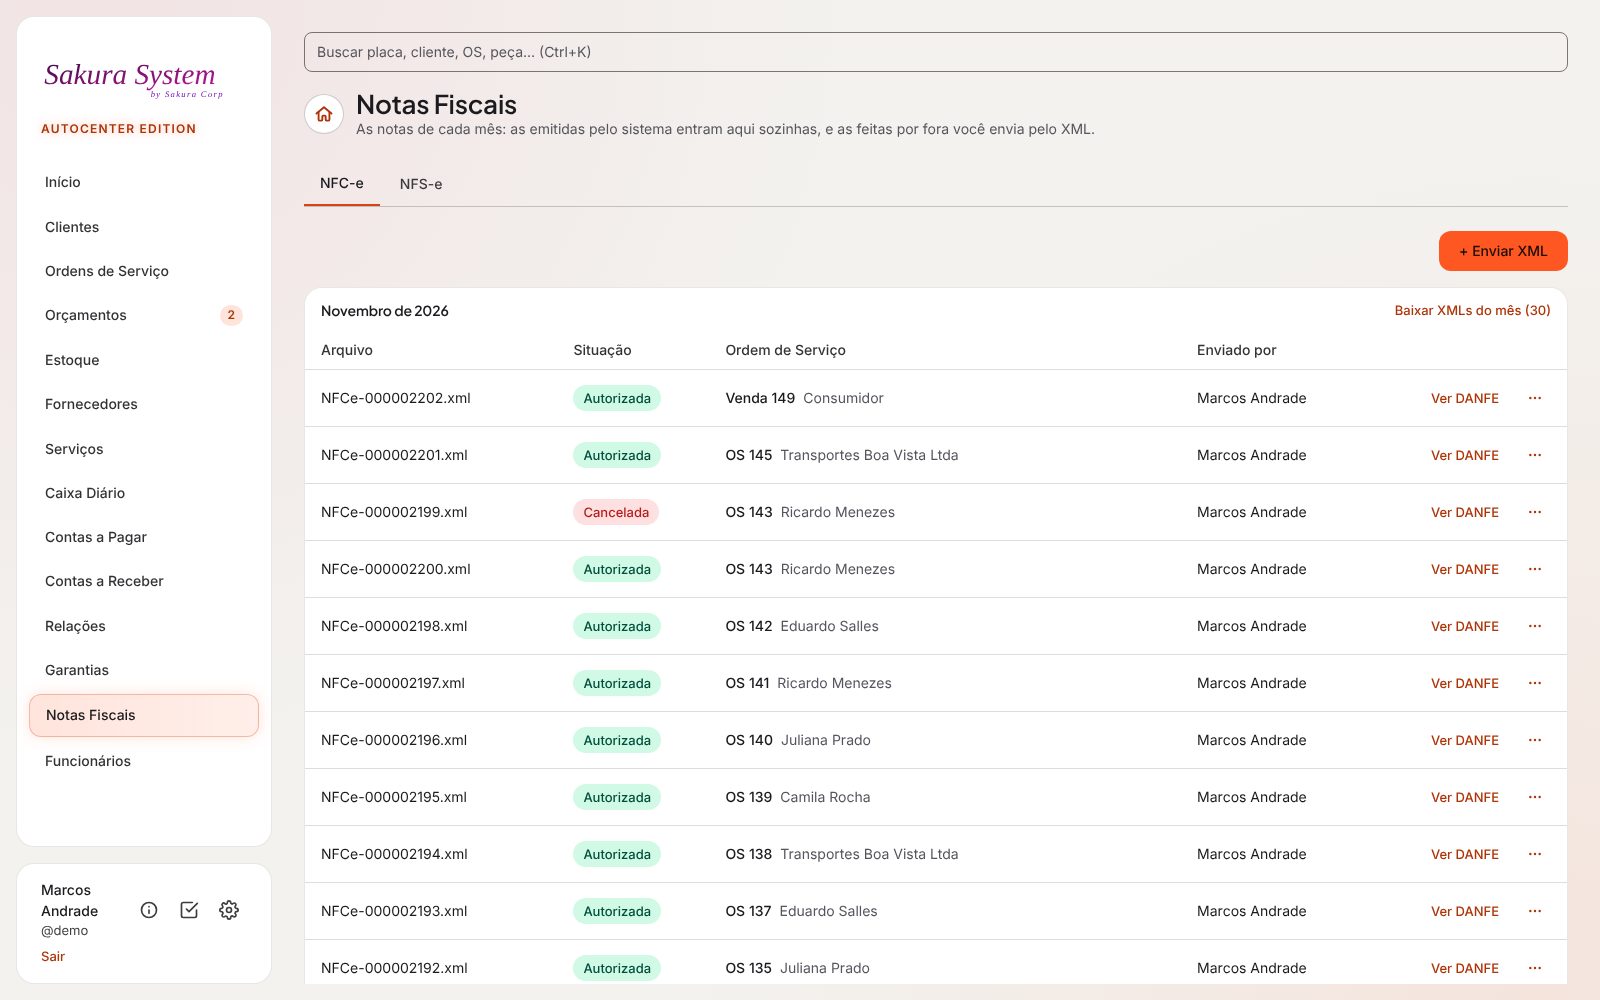 Sakura System
by Sakura Corp
AUTOCENTER EDITION
Início
Clientes
Ordens de Serviço
Orçamentos 2
Estoque
Fornecedores
Serviços
Caixa Diário
Contas a Pagar
Contas a Receber
Relações
Garantias
Notas Fiscais
Funcionários
Marcos
Andrade
@demo
Sair
Buscar placa, cliente, OS, peça... (Ctrl+K)
Notas Fiscais
As notas de cada mês: as emitidas pelo sistema entram aqui sozinhas, e as feitas por fora você envia pelo XML.
NFC-e NFS-e
+ Enviar XML
Novembro de 2026 Baixar XMLs do mês (30)
Arquivo Situação Ordem de Serviço Enviado por
NFCe-000002202.xml Autorizada Venda 149 Consumidor Marcos Andrade Ver DANFE ...
NFCe-000002201.xml Autorizada OS 145 Transportes Boa Vista Ltda Marcos Andrade Ver DANFE ...
NFCe-000002199.xml Cancelada OS 143 Ricardo Menezes Marcos Andrade Ver DANFE ...
NFCe-000002200.xml Autorizada OS 143 Ricardo Menezes Marcos Andrade Ver DANFE ...
NFCe-000002198.xml Autorizada OS 142 Eduardo Salles Marcos Andrade Ver DANFE ...
NFCe-000002197.xml Autorizada OS 141 Ricardo Menezes Marcos Andrade Ver DANFE ...
NFCe-000002196.xml Autorizada OS 140 Juliana Prado Marcos Andrade Ver DANFE ...
NFCe-000002195.xml Autorizada OS 139 Camila Rocha Marcos Andrade Ver DANFE ...
NFCe-000002194.xml Autorizada OS 138 Transportes Boa Vista Ltda Marcos Andrade Ver DANFE ...
NFCe-000002193.xml Autorizada OS 137 Eduardo Salles Marcos Andrade Ver DANFE ...
NFCe-000002192.xml Autorizada OS 135 Juliana Prado Marcos Andrade Ver DANFE ...